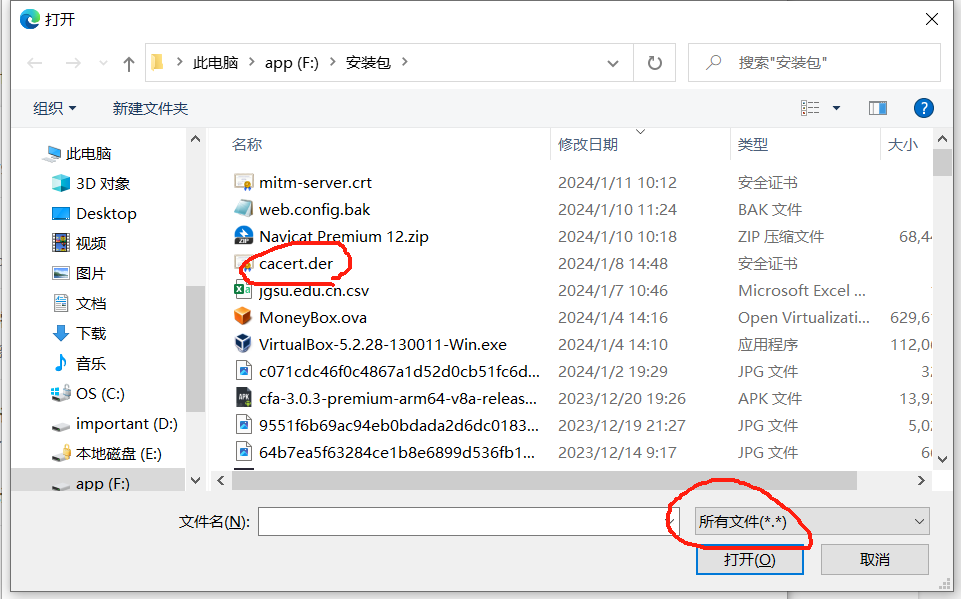 打开
此电脑 app (F:) 安装包
搜索"安装包"
组织 新建文件夹
名称 修改日期 类型 大小
此电脑
3D 对象
Desktop
视频
图片
文档
下载
音乐
OS (C:)
important (D:)
本地磁盘 (E:)
app (F:)
mitm-server.crt 2024/1/11 10:12 安全证书
web.config.bak 2024/1/10 11:24 BAK 文件
Navicat Premium 12.zip 2024/1/10 10:18 ZIP 压缩文件 68,44
cacert.der 2024/1/8 14:48 安全证书
jgsu.edu.cn.csv 2024/1/7 10:46 Microsoft Excel ...
MoneyBox.ova 2024/1/4 14:16 Open Virtualizati... 629,6
VirtualBox-5.2.28-130011-Win.exe 2024/1/4 14:10 应用程序 112,0
c071cdc46f0c4867a1d52d0cb51fc6d... 2024/1/2 19:29 JPG 文件 32
cfa-3.0.3-premium-arm64-v8a-releas... 2023/12/20 19:26 APK 文件 13,92
9551f6b69ac94eb0bdada2d6dc0183... 2023/12/19 21:27 JPG 文件 5,02
64b7ea5f63284ce1b8e6899d536fb1... 2023/12/14 9:17 JPG 文件
文件名(N): 所有文件(*.*)
打开(O) 取消